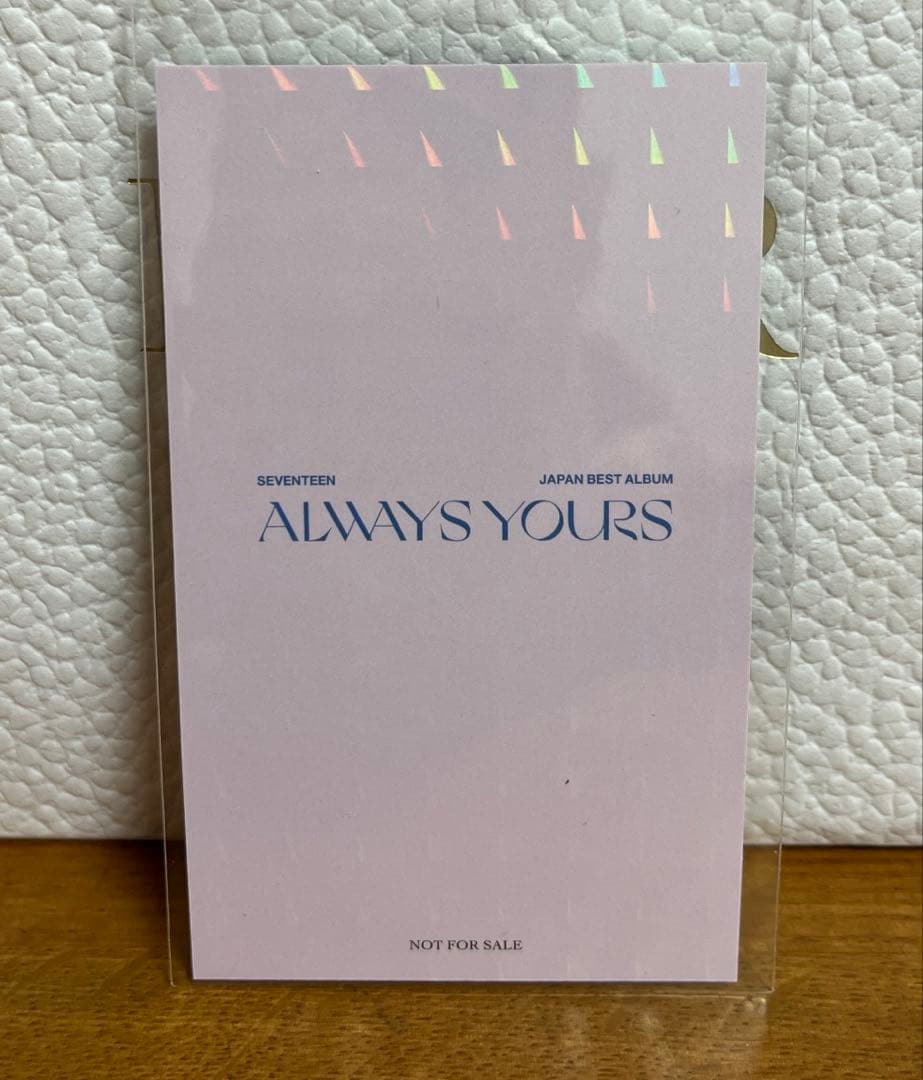 SEVENTEEN JAPAN BEST ALBUM
ALWAYS YOURS
NOT FOR SALE